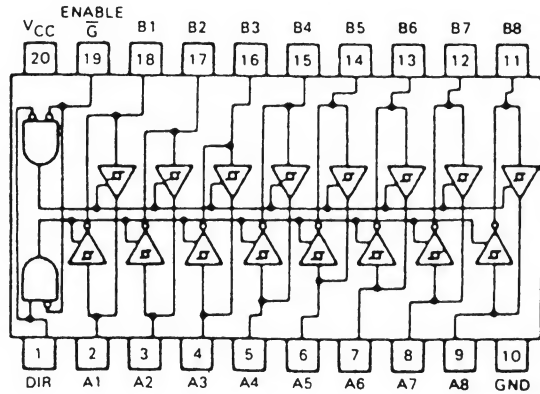 ENABLE
VCC G B1 B2 B3 B4 B5 B6 B7 B8
20 19 18 17 16 15 14 13 12 11
1 2 3 4 5 6 7 8 9 10
DIR A1 A2 A3 A4 A5 A6 A7 A8 GND